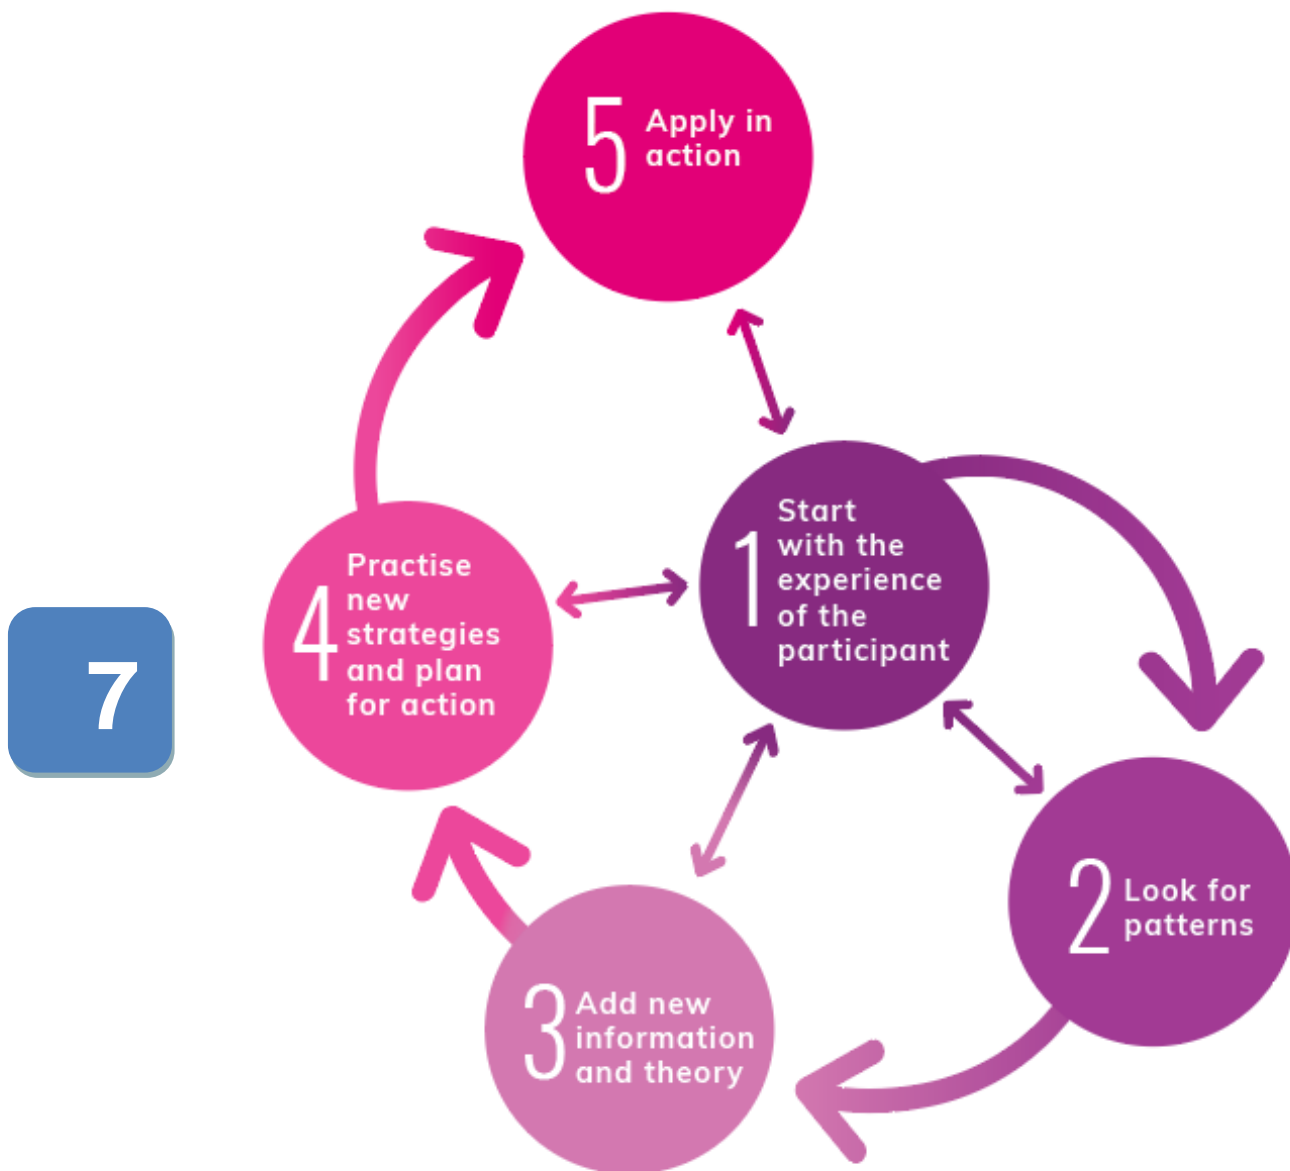 5
Apply in
action
1
Start
with the
experience
of the
participant
4
Practise
new
strategies
and plan
for action
7
2
Look for
patterns
3
Add new
information
and theory